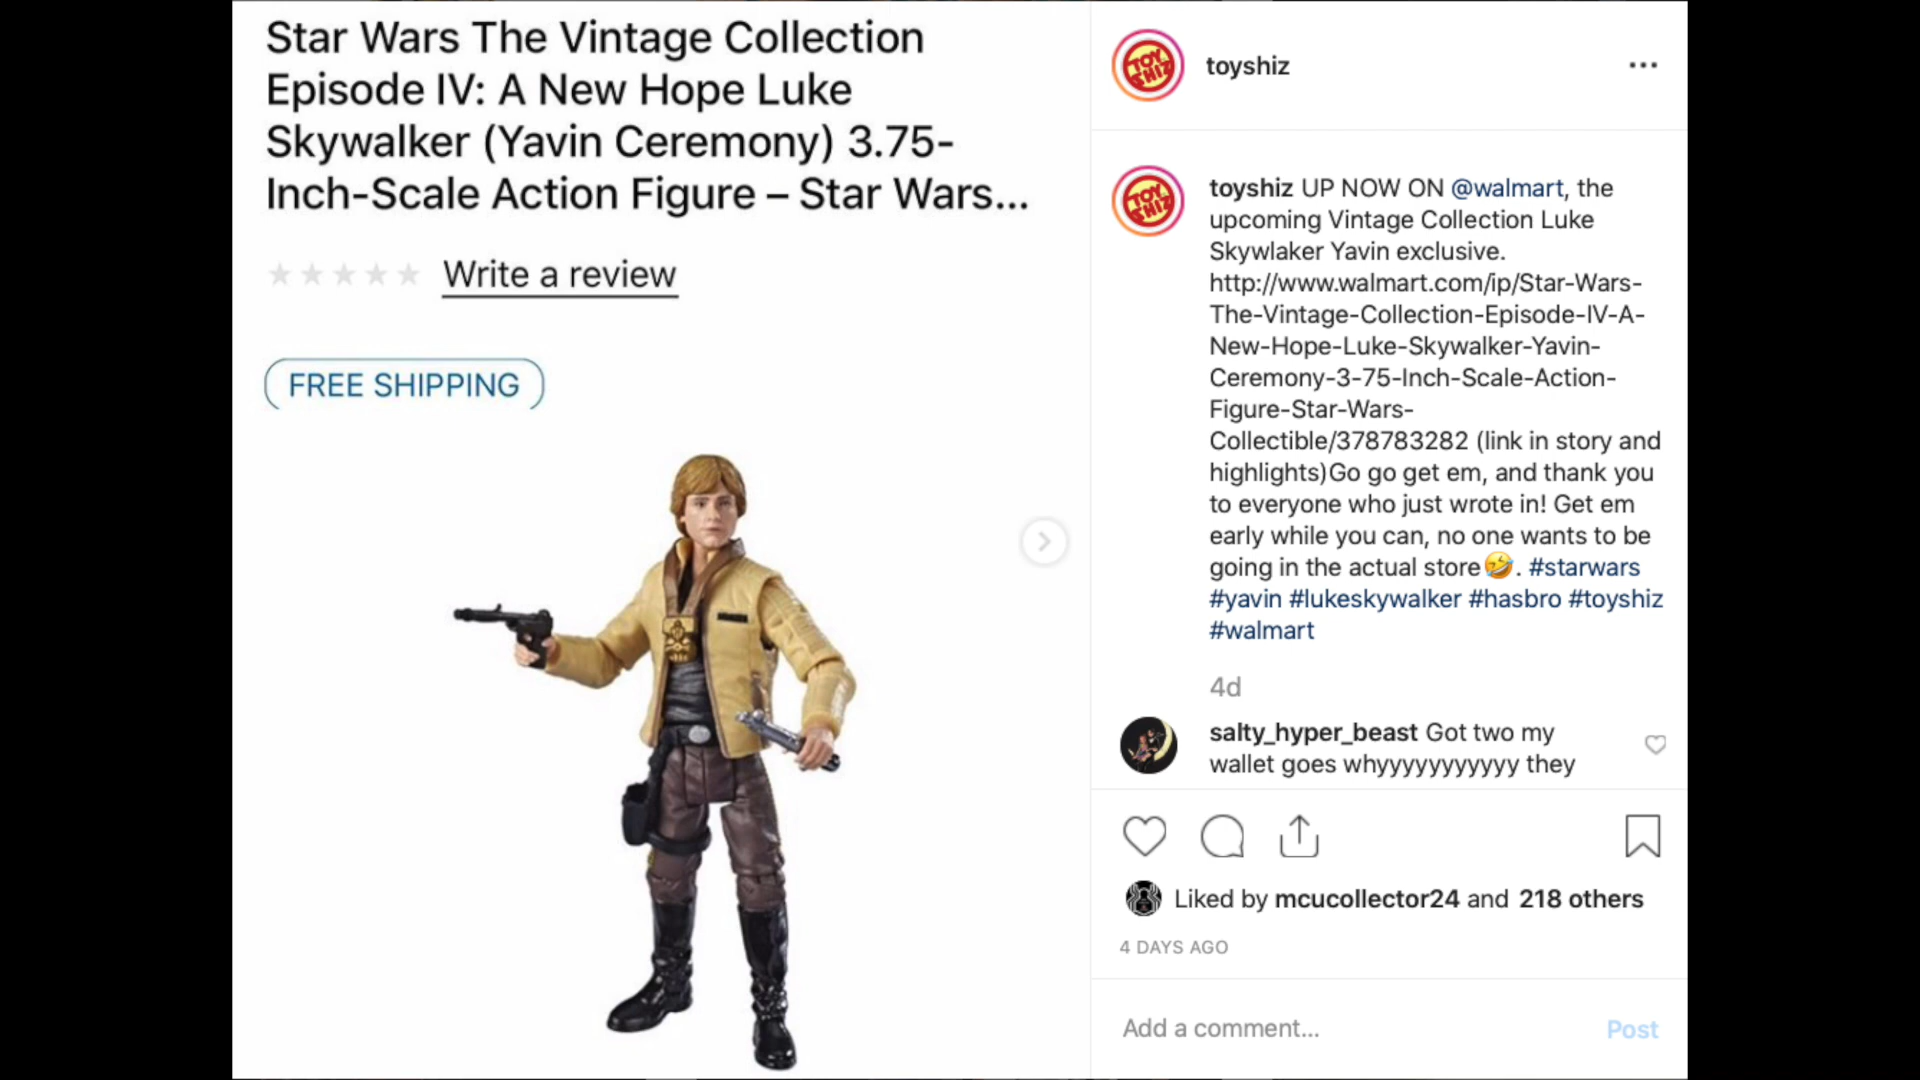 Star Wars The Vintage Collection
Episode IV: A New Hope Luke
Skywalker (Yavin Ceremony) 3.75-
Inch-Scale Action Figure – Star Wars...
Write a review
FREE SHIPPING
TOY
SHIZ
toyshiz
TOY
SHIZ
toyshiz UP NOW ON @walmart, the
upcoming Vintage Collection Luke
Skywlaker Yavin exclusive.
http://www.walmart.com/ip/Star-Wars-
The-Vintage-Collection-Episode-IV-A-
New-Hope-Luke-Skywalker-Yavin-
Ceremony-3-75-Inch-Scale-Action-
Figure-Star-Wars-
Collectible/378783282 (link in story and
highlights)Go go get em, and thank you
to everyone who just wrote in! Get em
early while you can, no one wants to be
going in the actual store🤣. #starwars
#yavin #lukeskywalker #hasbro #toyshiz
#walmart
4d
salty_hyper_beast Got two my
wallet goes whyyyyyyyyyyy they
Liked by mcucollector24 and 218 others
4 DAYS AGO
Add a comment...
Post